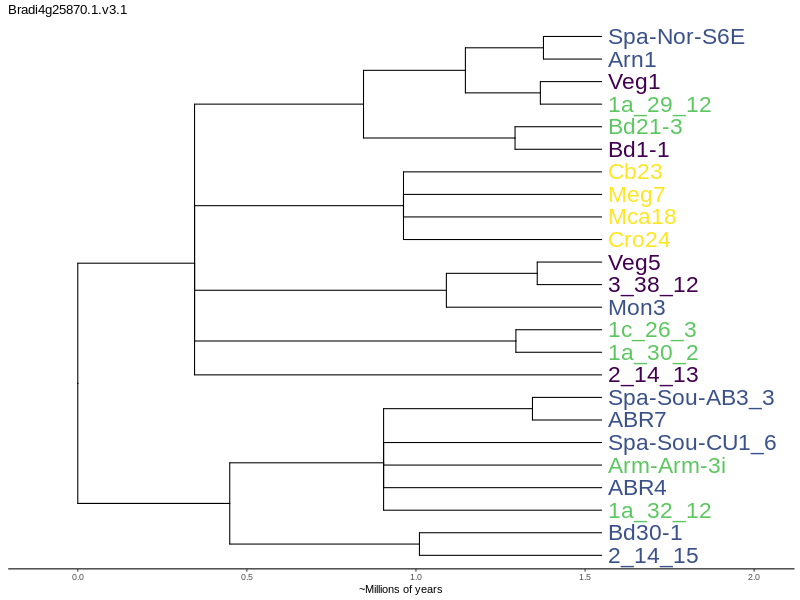 Bradi4g25870.1.v3.1
Spa-Nor-S6E
Arn1
Veg1
1a_29_12
Bd21-3
Bd1-1
Cb23
Meg7
Mca18
Cro24
Veg5
3_38_12
Mon3
1c_26_3
1a_30_2
2_14_13
Spa-Sou-AB3_3
ABR7
Spa-Sou-CU1_6
Arm-Arm-3i
ABR4
1a_32_12
Bd30-1
2_14_15
0.0 0.5 1.0 1.5 2.0
~Millions of years